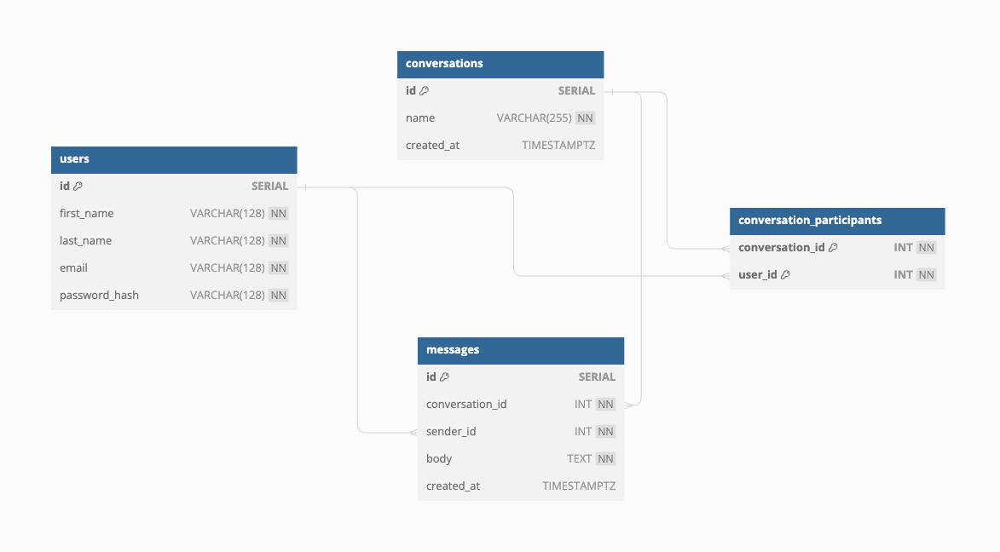 conversations
id SERIAL
name VARCHAR(255) NN
created_at TIMESTAMPTZ
users
id SERIAL
first_name VARCHAR(128) NN
last_name VARCHAR(128) NN
email VARCHAR(128) NN
password_hash VARCHAR(128) NN
conversation_participants
conversation_id INT NN
user_id INT NN
messages
id SERIAL
conversation_id INT NN
sender_id INT NN
body TEXT NN
created_at TIMESTAMPTZ